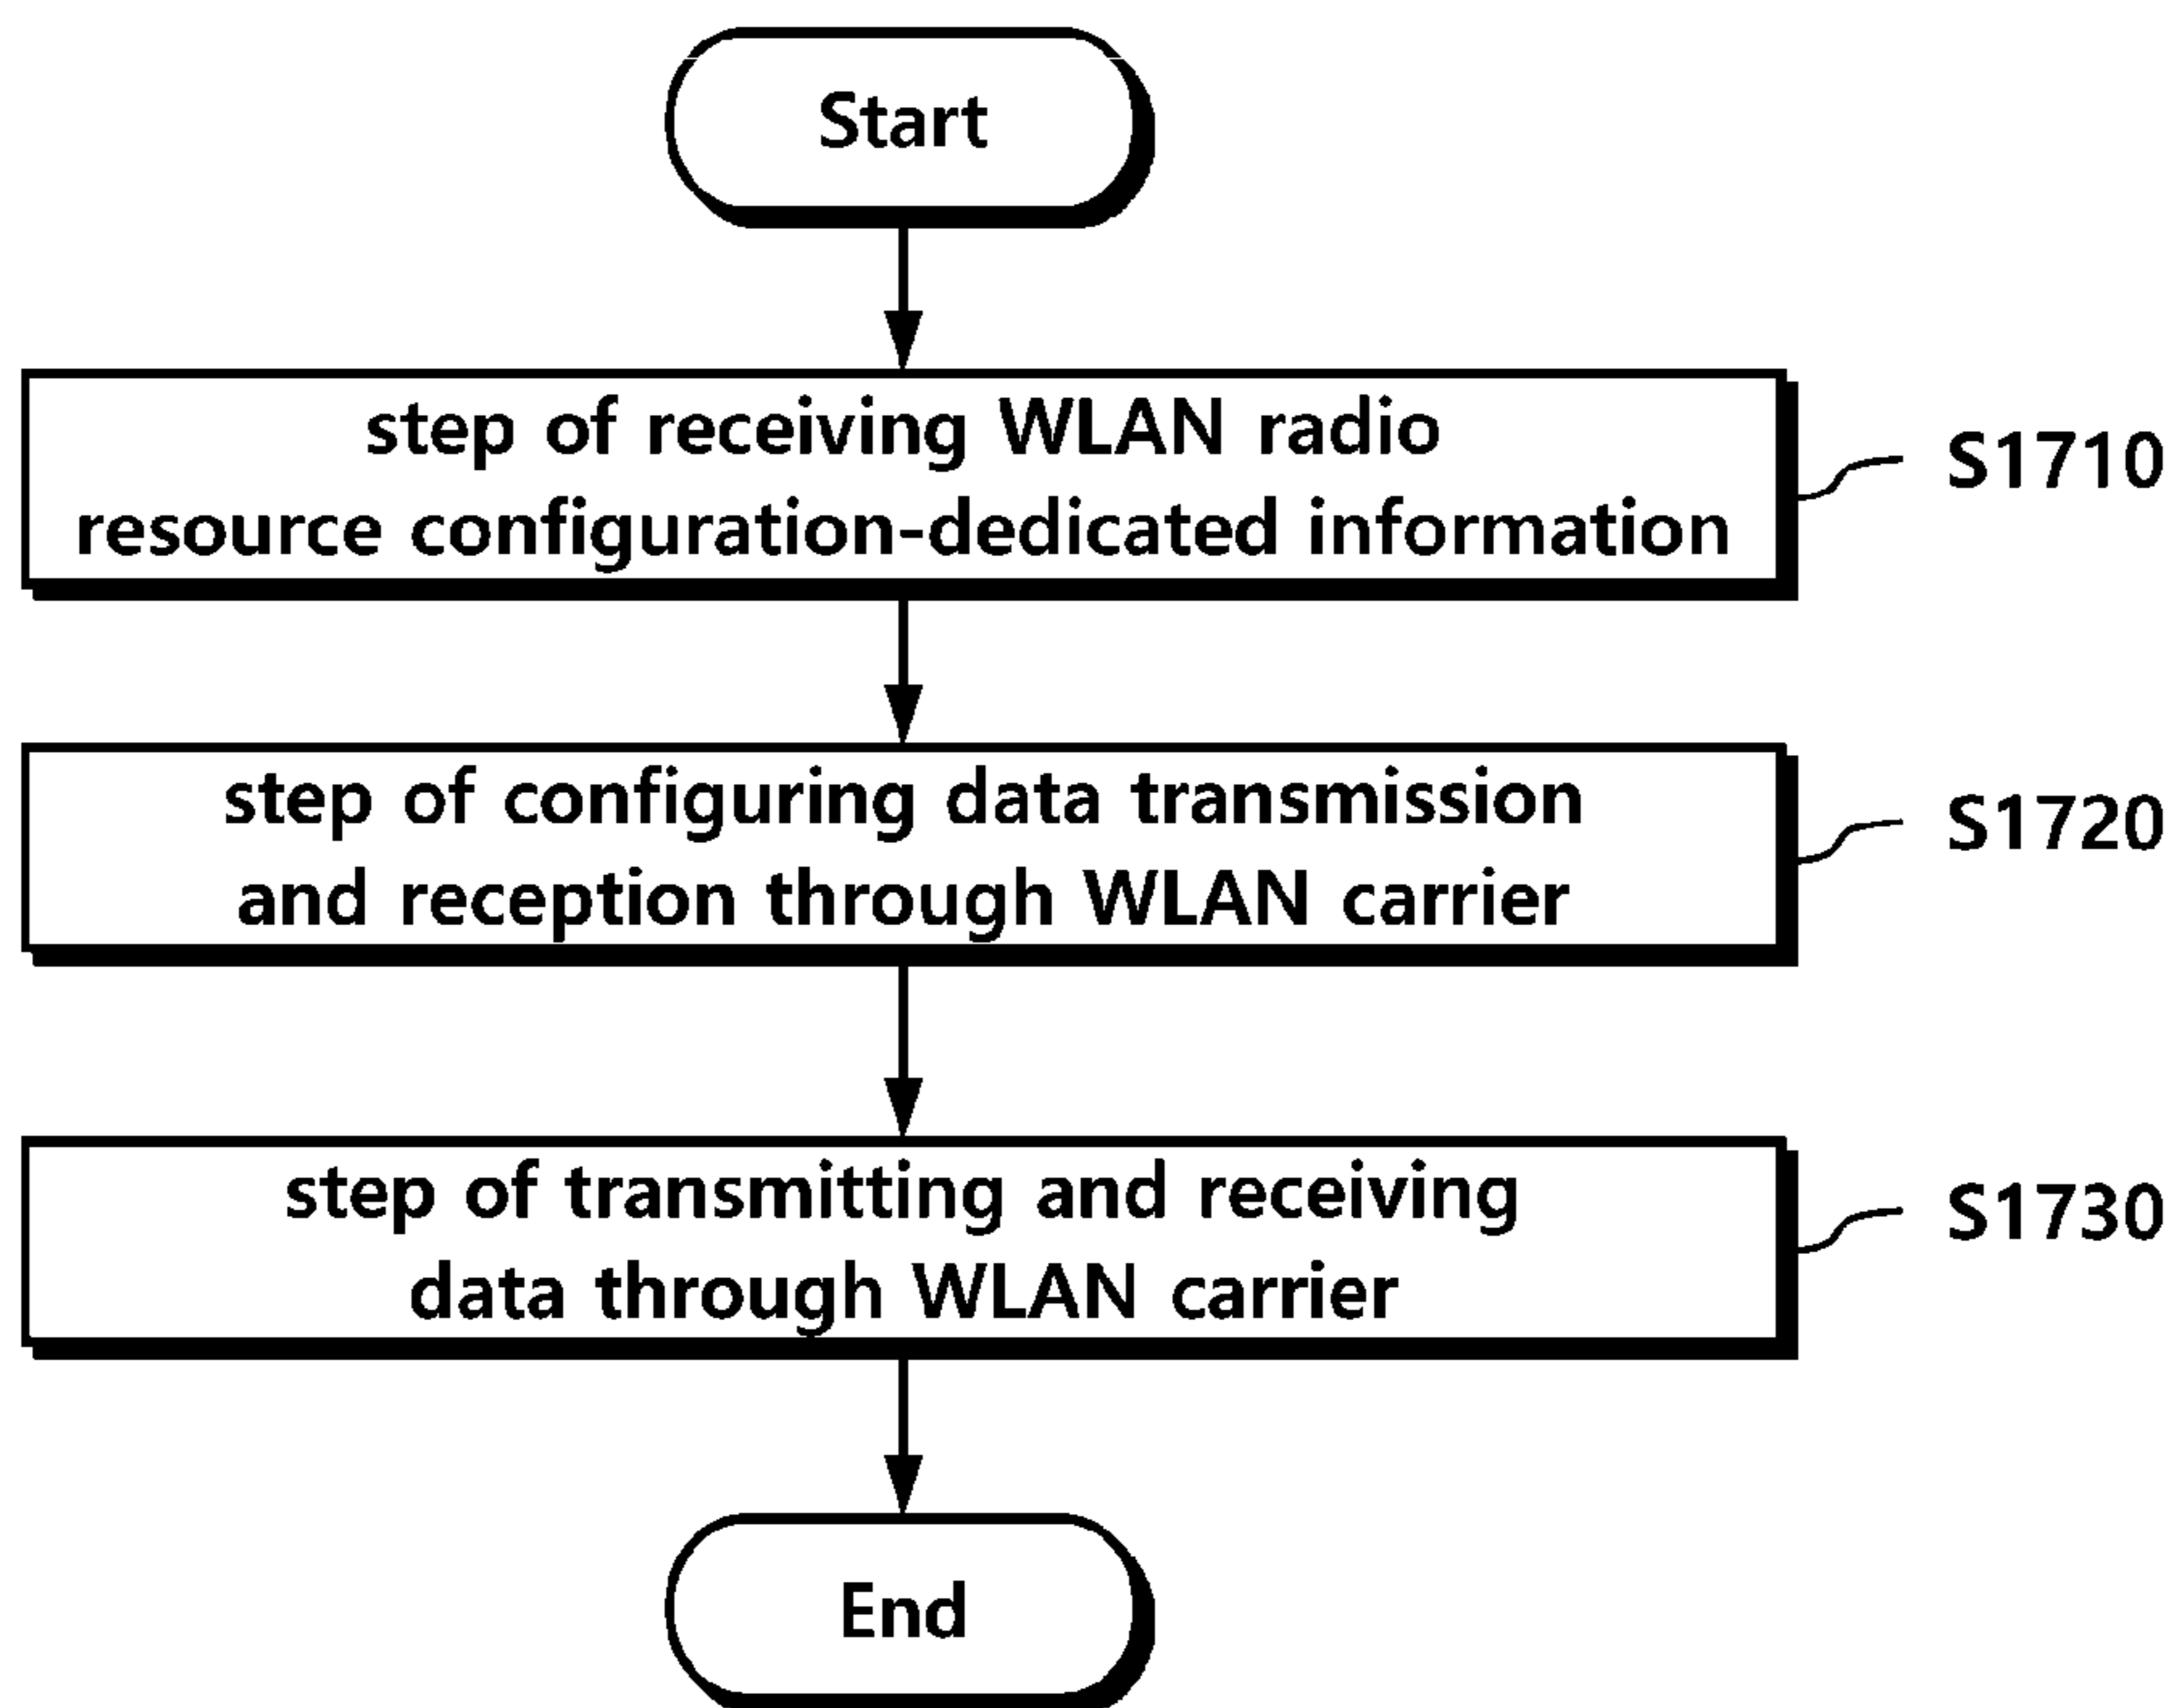 Start
step of receiving WLAN radio
resource configuration-dedicated information
S1710
step of configuring data transmission
and reception through WLAN carrier
S1720
step of transmitting and receiving
data through WLAN carrier
S1730
End